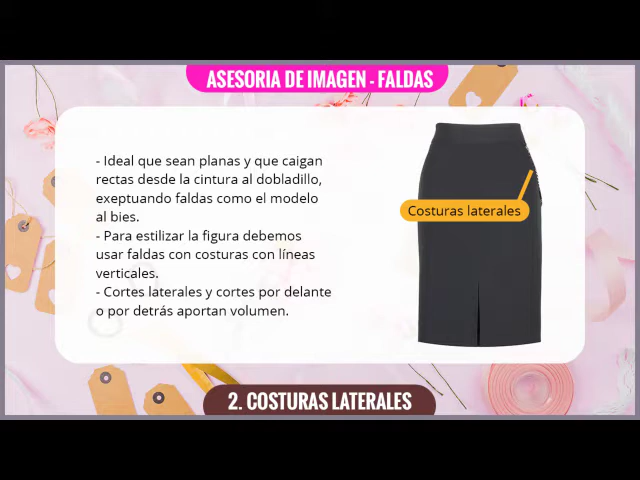 ASESORIA DE IMAGEN - FALDAS
- Ideal que sean planas y que caigan
rectas desde la cintura al dobladillo,
exeptuando faldas como el modelo
al bies.
- Para estilizar la figura debemos
usar faldas con costuras con líneas
verticales.
- Cortes laterales y cortes por delante
o por detrás aportan volumen.
Costuras laterales
2. COSTURAS LATERALES